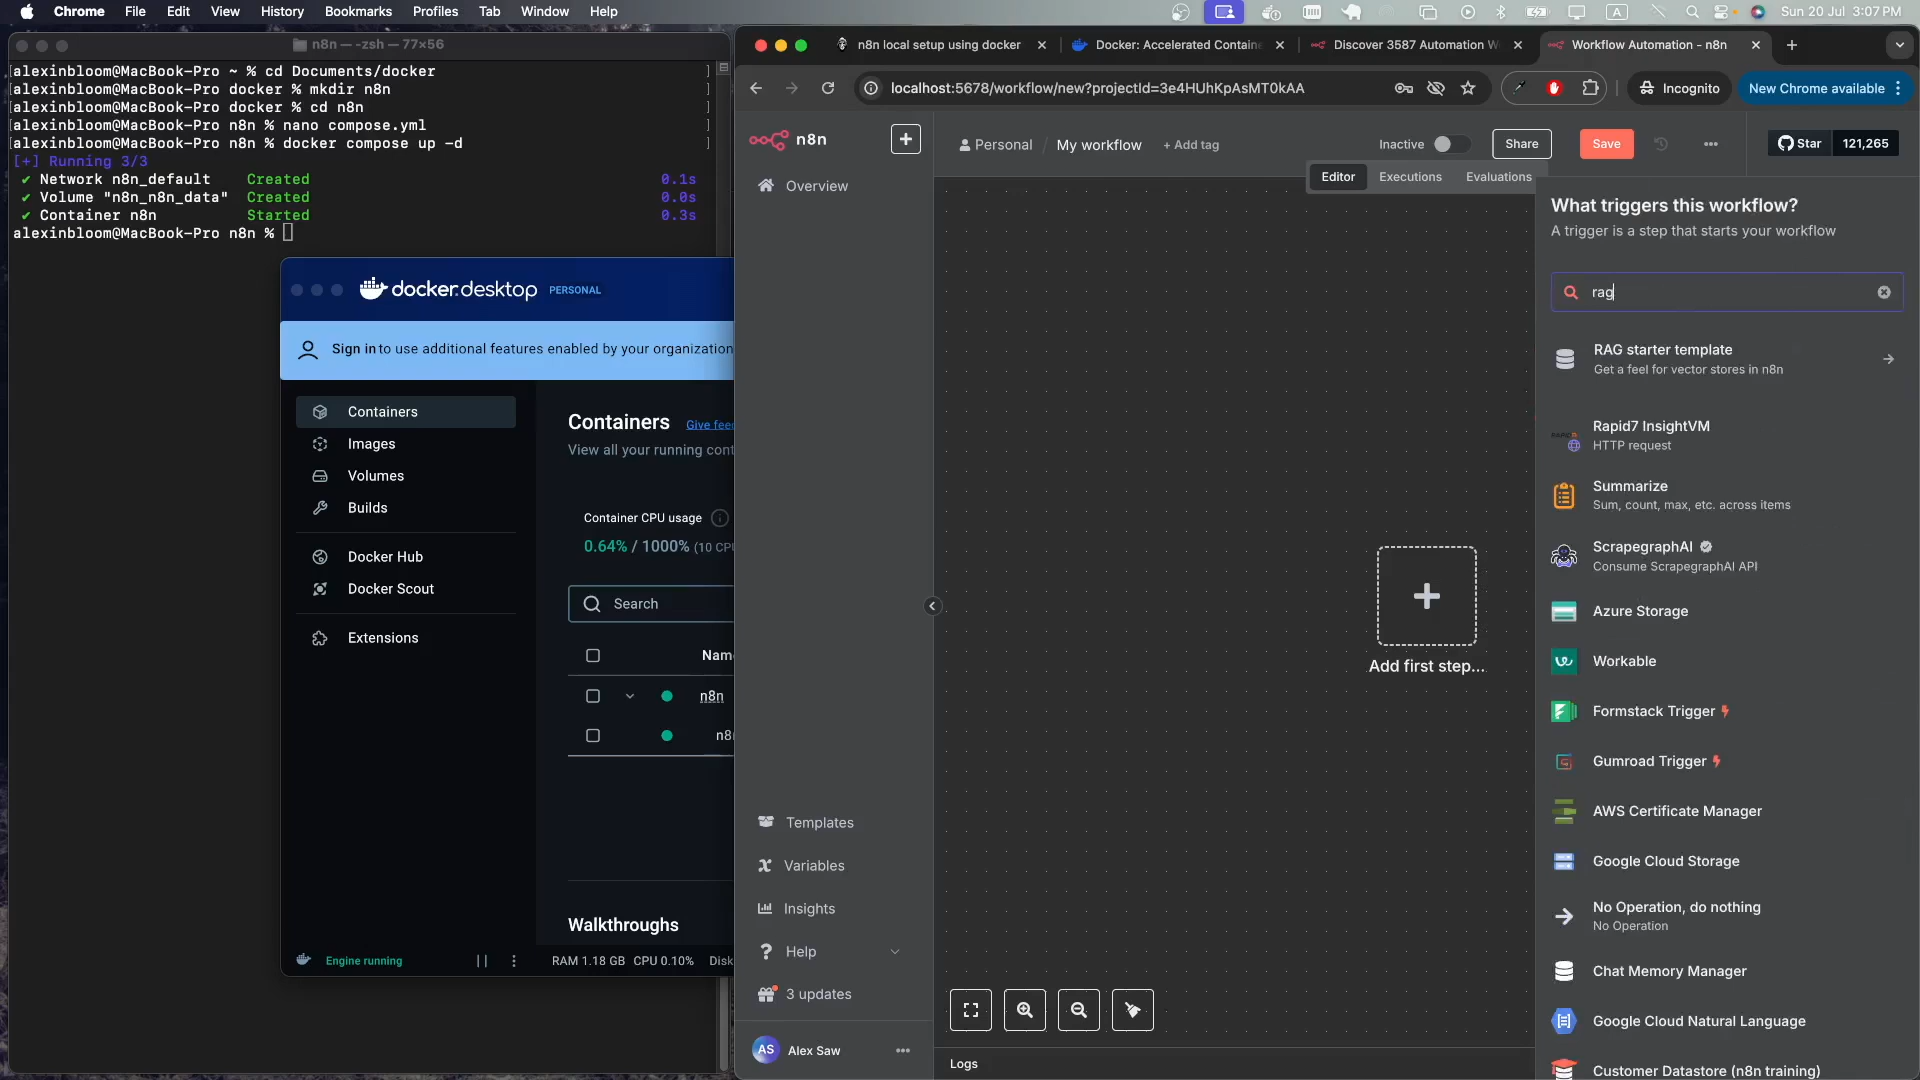 Chrome File Edit View History Bookmarks Profiles Tab Window Help
A
Sun 20 Jul 3:07 PM
n8n — -zsh — 77×56
[alexinbloom@MacBook-Pro ~ % cd Documents/docker ]
[alexinbloom@MacBook-Pro docker % mkdir n8n ]
[alexinbloom@MacBook-Pro docker % cd n8n ]
[alexinbloom@MacBook-Pro n8n % nano compose.yml ]
[alexinbloom@MacBook-Pro n8n % docker compose up -d ]
[+] Running 3/3
✔ Network n8n_default Created 0.1s
✔ Volume "n8n_n8n_data" Created 0.0s
✔ Container n8n Started 0.3s
alexinbloom@MacBook-Pro n8n %
docker.desktop PERSONAL
Sign in to use additional features enabled by your organization
Containers
Images
Volumes
Builds
Docker Hub
Docker Scout
Extensions
Containers Give fee
View all your running cont
Container CPU usage
0.64% / 1000% (10 CP
Search
Nam
n8n
n8
Walkthroughs
Engine running
RAM 1.18 GB CPU 0.10% Disk
n8n local setup using docker
Docker: Accelerated Containe
Discover 3587 Automation W
Workflow Automation - n8n
localhost:5678/workflow/new?projectId=3e4HUhKpAsMT0kAA
Incognito
New Chrome available
n8n
Overview
Templates
Variables
Insights
Help
3 updates
AS Alex Saw
Personal / My workflow + Add tag
Inactive
Share
Save
Star 121,265
Editor Executions Evaluations
Add first step...
Logs
What triggers this workflow?
A trigger is a step that starts your workflow
rag
RAG starter template
Get a feel for vector stores in n8n
Rapid7 InsightVM
HTTP request
Summarize
Sum, count, max, etc. across items
ScrapegraphAI
Consume ScrapegraphAI API
Azure Storage
Workable
Formstack Trigger
Gumroad Trigger
AWS Certificate Manager
Google Cloud Storage
No Operation, do nothing
No Operation
Chat Memory Manager
Google Cloud Natural Language
Customer Datastore (n8n training)